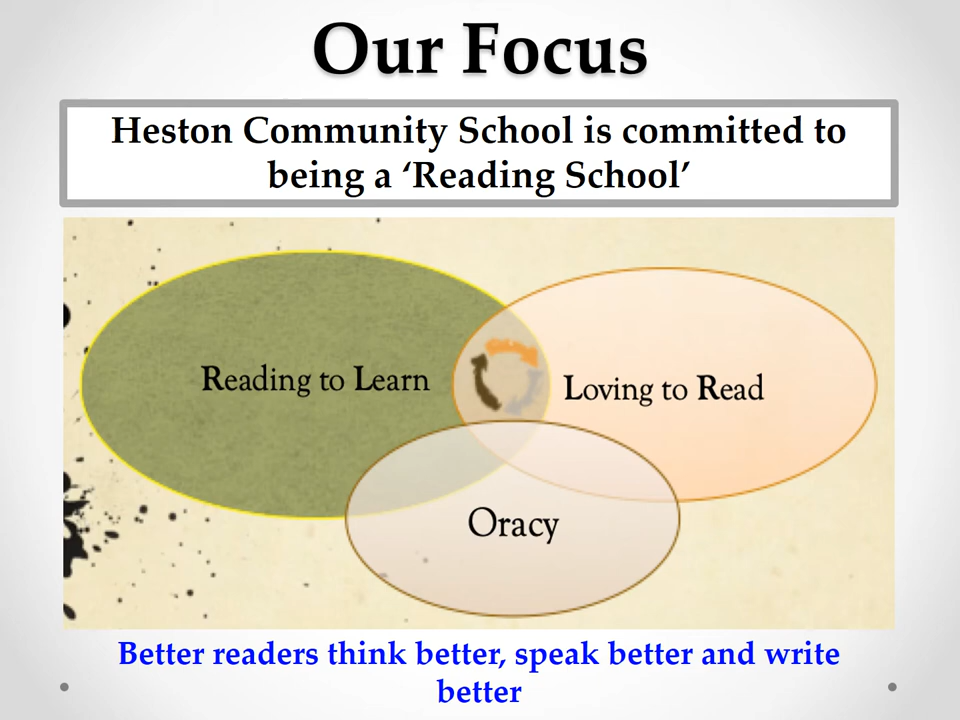 Our Focus
Heston Community School is committed to
being a ‘Reading School’
Reading to Learn
Loving to Read
Oracy
Better readers think better, speak better and write
better